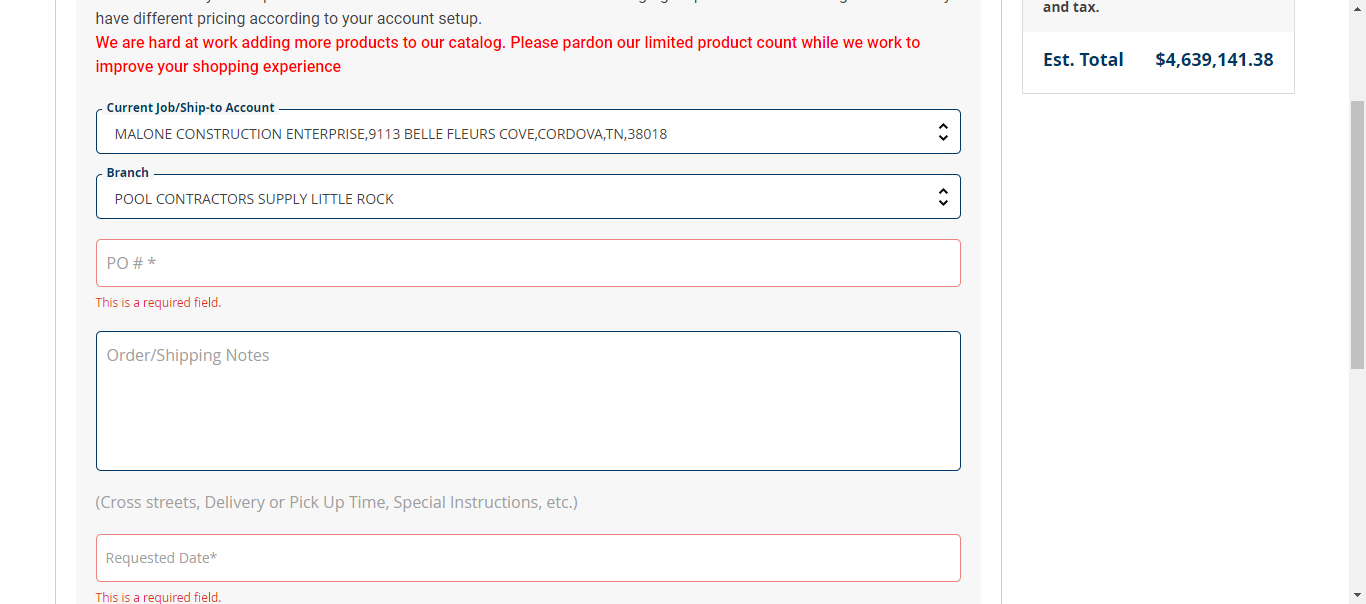 have different pricing according to your account setup.
We are hard at work adding more products to our catalog. Please pardon our limited product count while we work to
improve your shopping experience
Current Job/Ship-to Account
MALONE CONSTRUCTION ENTERPRISE,9113 BELLE FLEURS COVE,CORDOVA,TN,38018
Branch
POOL CONTRACTORS SUPPLY LITTLE ROCK
PO # *
This is a required field.
Order/Shipping Notes
(Cross streets, Delivery or Pick Up Time, Special Instructions, etc.)
Requested Date*
This is a required field.
and tax.
Est. Total $4,639,141.38